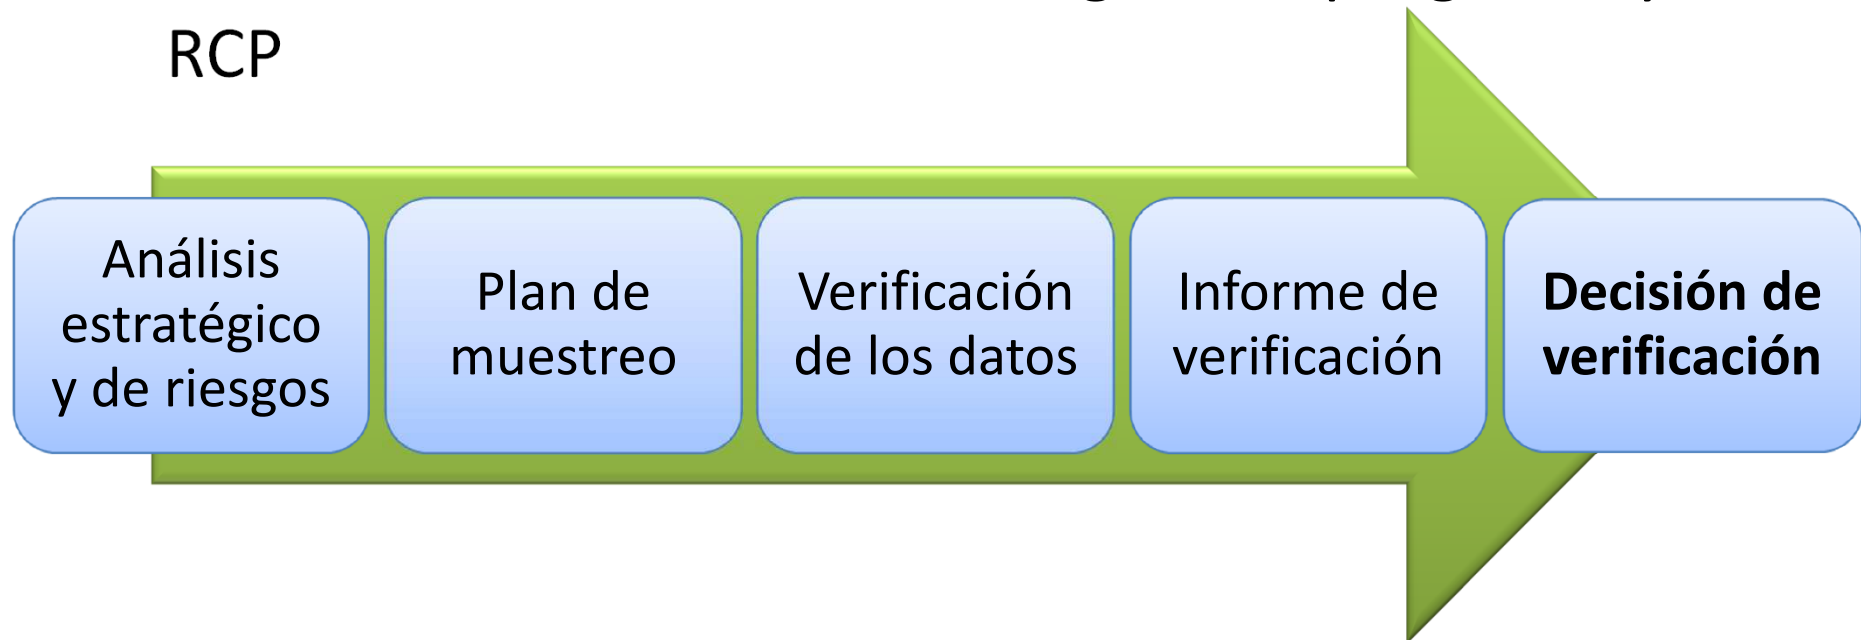 RCP
Análisis
estratégico
y de riesgos
Plan de
muestreo
Verificación
de los datos
Informe de
verificación
Decisión de
verificación